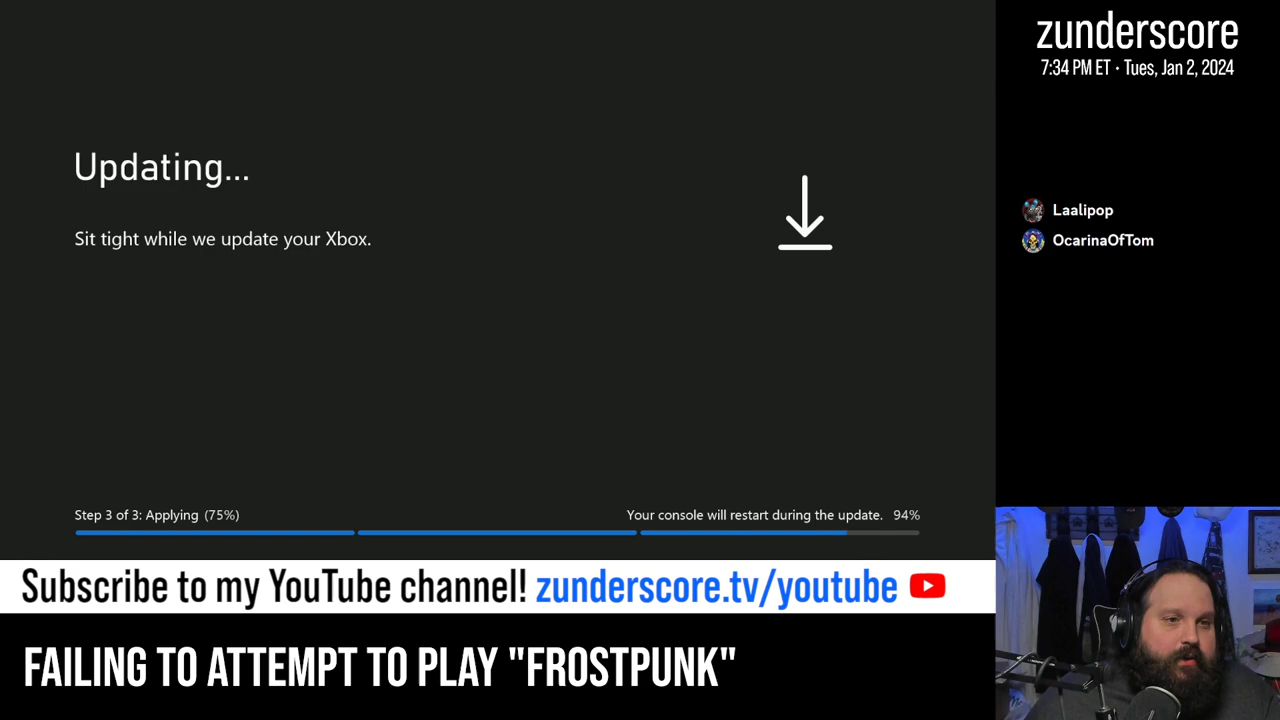 zunderscore
7:34 PM ET · Tues, Jan 2, 2024
Updating...
Sit tight while we update your Xbox.
Laalipop
OcarinaOfTom
Step 3 of 3: Applying (75%)
Your console will restart during the update. 94%
Subscribe to my YouTube channel! zunderscore.tv/youtube
FAILING TO ATTEMPT TO PLAY "FROSTPUNK"